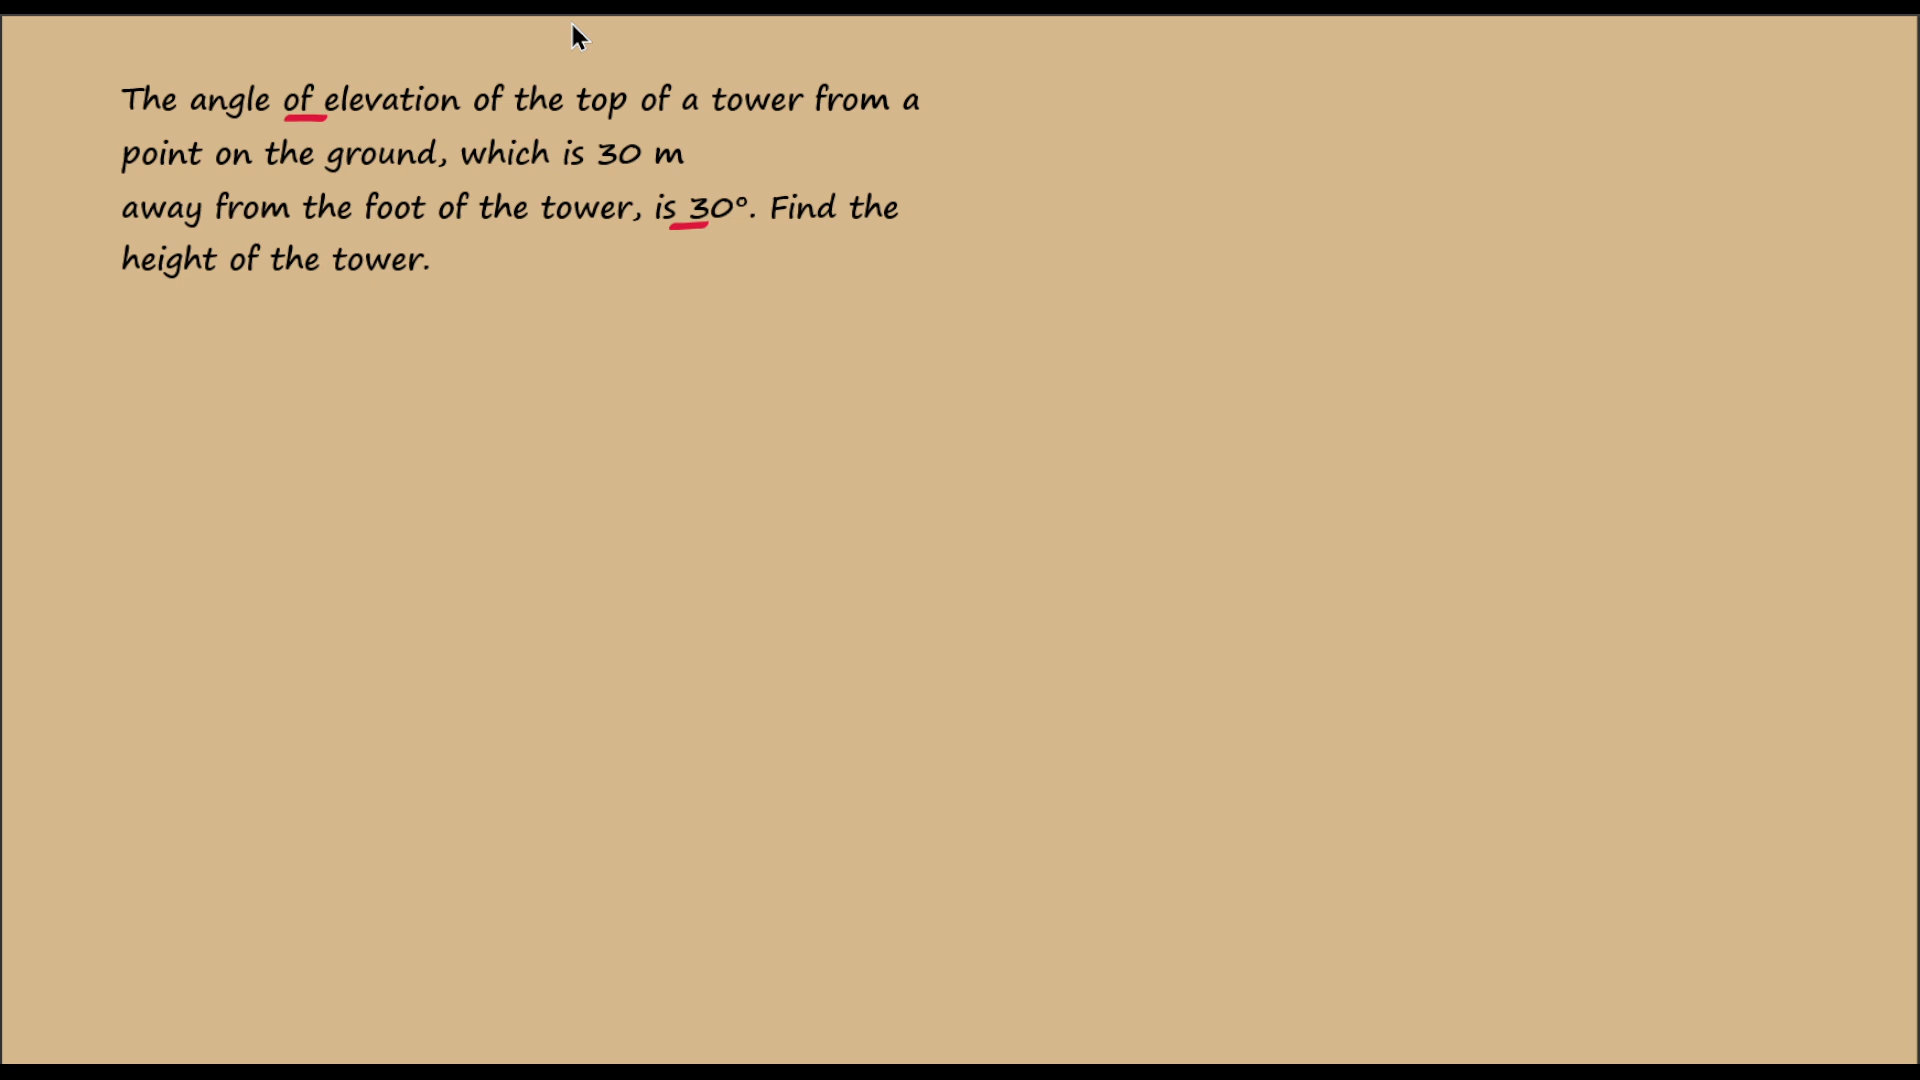 The angle of elevation of the top of a tower from a
point on the ground, which is 30 m
away from the foot of the tower, is 30°. Find the
height of the tower.